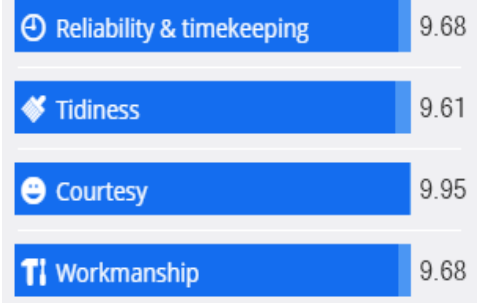 Reliability & timekeeping 9.68
Tidiness 9.61
Courtesy 9.95
Workmanship 9.68